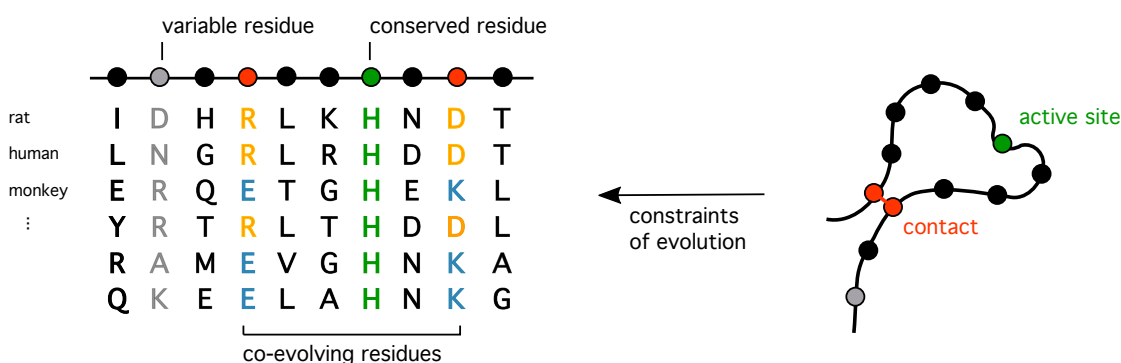 variable residue conserved residue
rat I D H R L K H N D T
human L N G R L R H D D T
monkey E R Q E T G H E K L
⋮ Y R T R L T H D D L
R A M E V G H N K A
Q K E E L A H N K G
co-evolving residues
constraints
of evolution
active site
contact